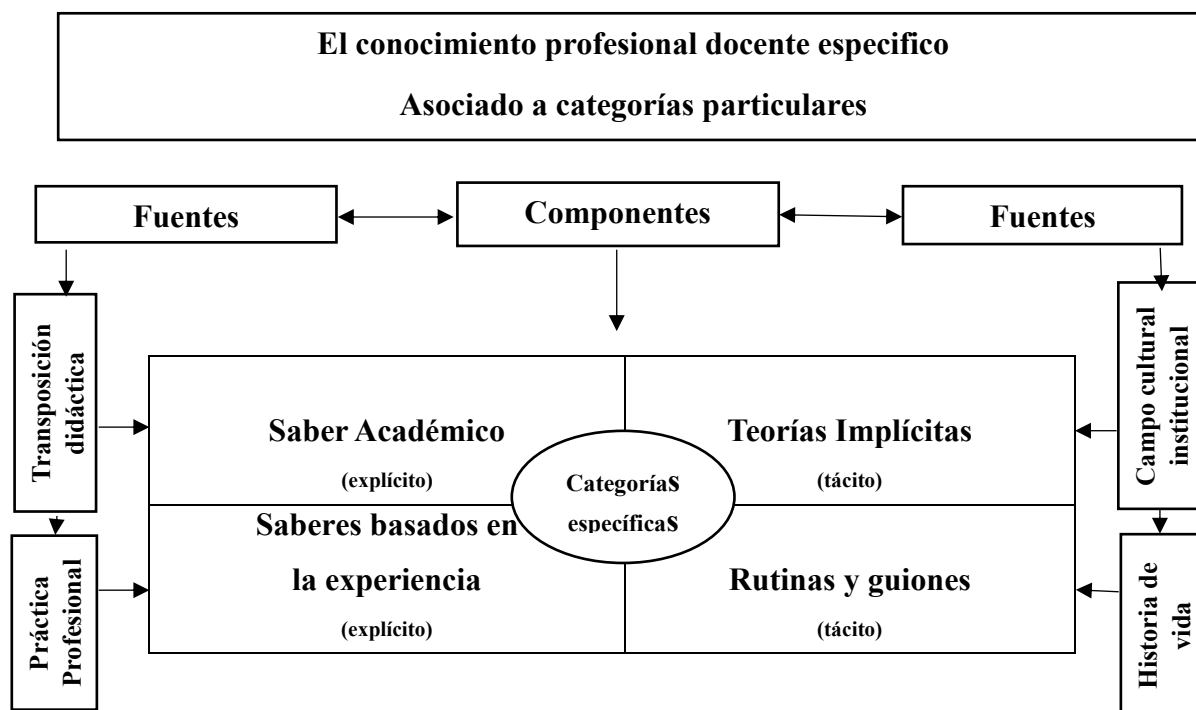 El conocimiento profesional docente especifico
Asociado a categorías particulares
Fuentes
Componentes
Fuentes
Transposición
didáctica
Práctica
Profesional
Saber Académico
(explícito)
Teorías Implícitas
(tácito)
Categorías
específicas
Saberes basados en
la experiencia
(explícito)
Rutinas y guiones
(tácito)
Campo cultural
institucional
Historia de
vida